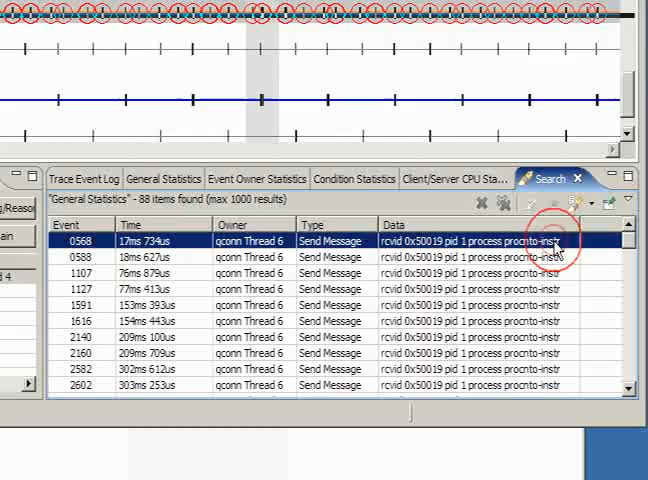 Trace Event Log General Statistics Event Owner Statistics Condition Statistics Client/Server CPU Sta... Search
"General Statistics" - 88 items found (max 1000 results)
g/Reason
ain
d 4
Event Time Owner Type Data
0568 17ms 734us qconn Thread 6 Send Message rcvid 0x50019 pid 1 process procnto-instr
0588 18ms 627us qconn Thread 6 Send Message rcvid 0x50019 pid 1 process procnto-instr
1107 76ms 879us qconn Thread 6 Send Message rcvid 0x50019 pid 1 process procnto-instr
1127 77ms 413us qconn Thread 6 Send Message rcvid 0x50019 pid 1 process procnto-instr
1591 153ms 393us qconn Thread 6 Send Message rcvid 0x50019 pid 1 process procnto-instr
1616 154ms 443us qconn Thread 6 Send Message rcvid 0x50019 pid 1 process procnto-instr
2140 209ms 100us qconn Thread 6 Send Message rcvid 0x50019 pid 1 process procnto-instr
2160 209ms 709us qconn Thread 6 Send Message rcvid 0x50019 pid 1 process procnto-instr
2582 302ms 612us qconn Thread 6 Send Message rcvid 0x50019 pid 1 process procnto-instr
2602 303ms 253us qconn Thread 6 Send Message rcvid 0x50019 pid 1 process procnto-instr